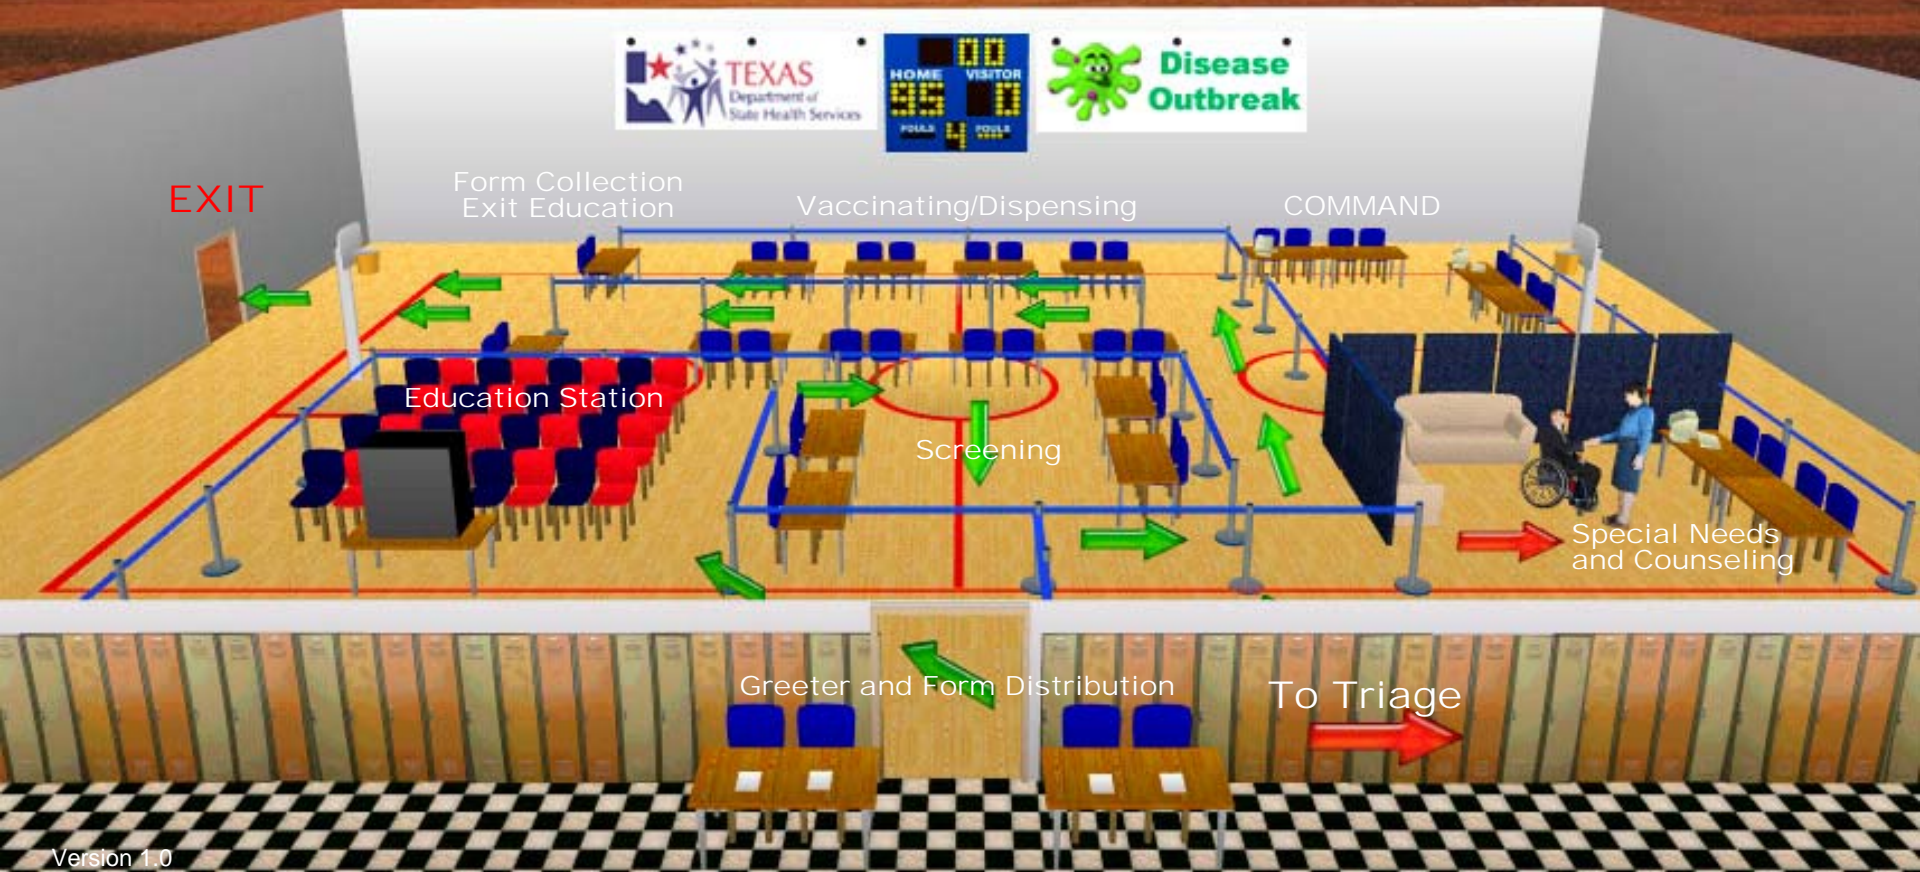 TEXAS
Department of
State Health Services
00
HOME VISITOR
95 0
FOULS 4 FOULS
Disease
Outbreak
EXIT
Form Collection
Exit Education
Vaccinating/Dispensing
COMMAND
Education Station
Screening
Special Needs
and Counseling
Greeter and Form Distribution
To Triage
Version 1.0